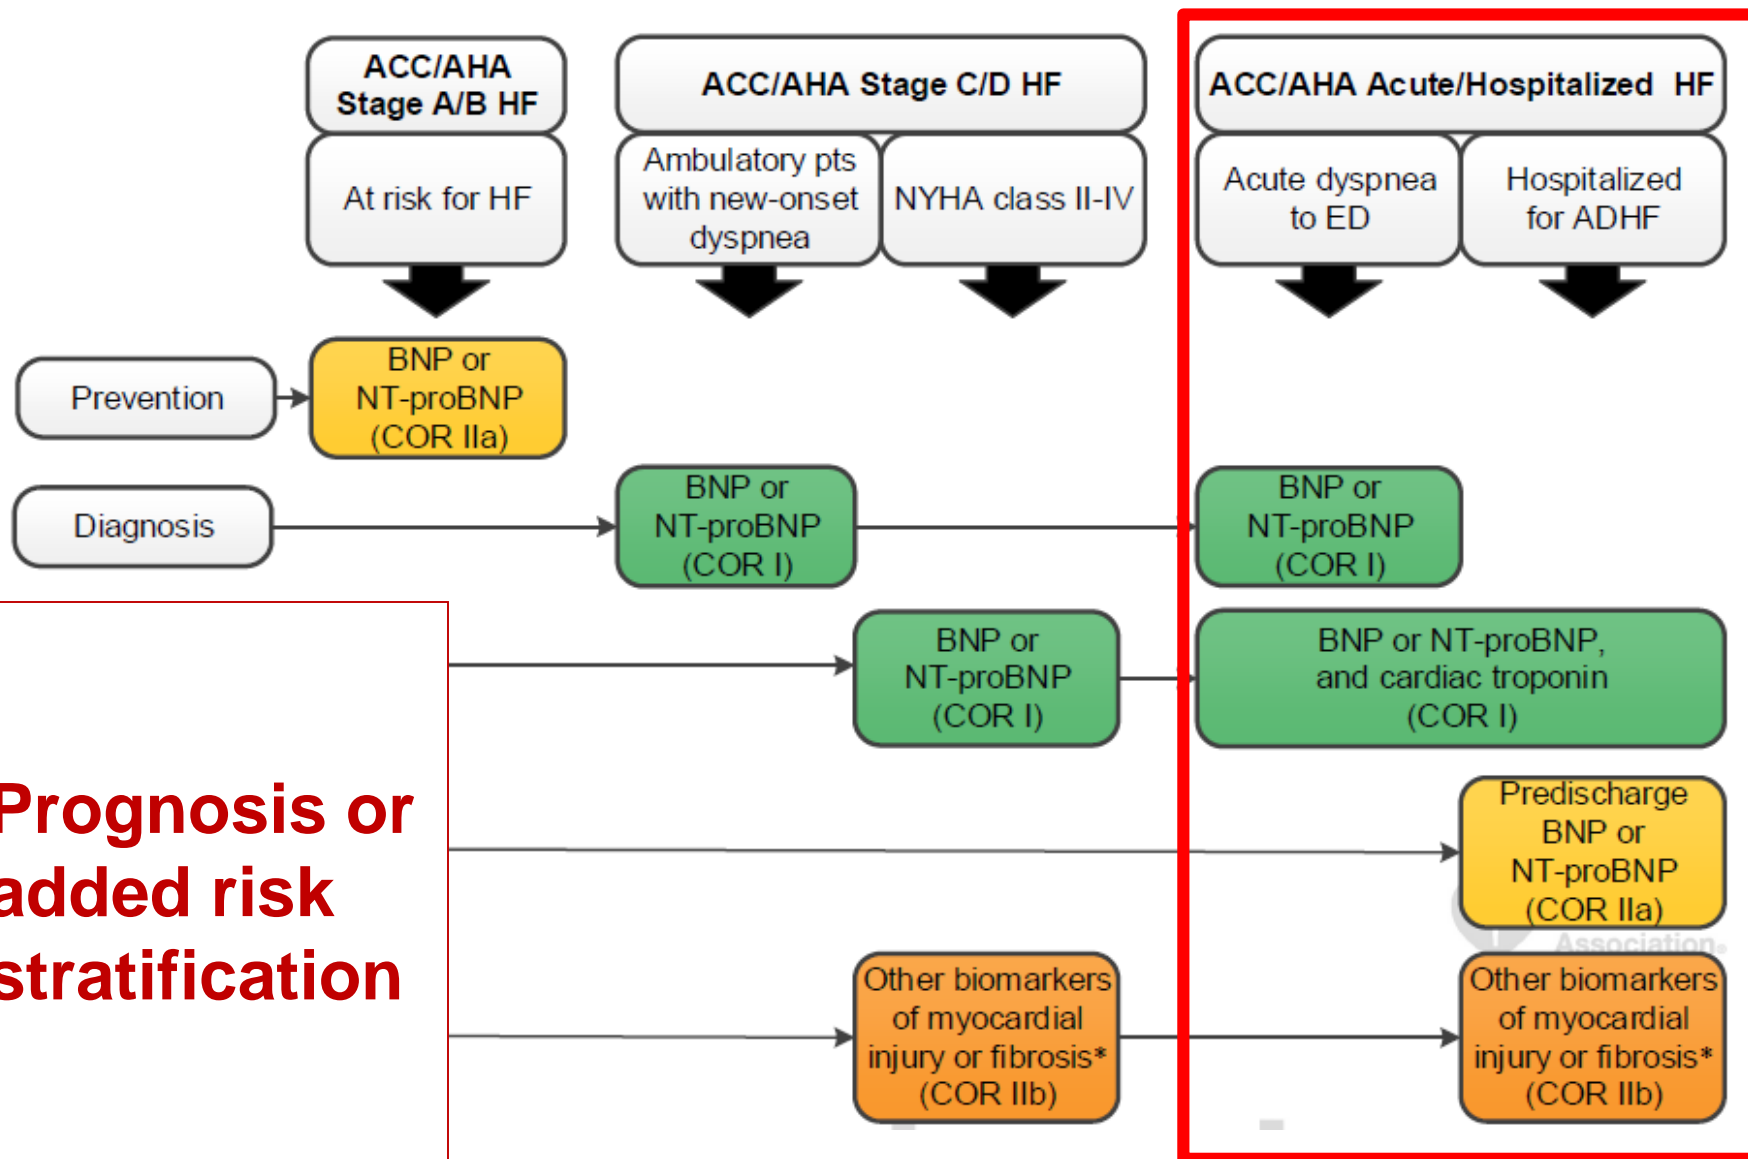 ACC/AHA
Stage A/B HF
ACC/AHA Stage C/D HF
ACC/AHA Acute/Hospitalized HF
At risk for HF
Ambulatory pts
with new-onset
dyspnea
NYHA class II-IV
Acute dyspnea
to ED
Hospitalized
for ADHF
Prevention
BNP or
NT-proBNP
(COR IIa)
Diagnosis
BNP or
NT-proBNP
(COR I)
BNP or
NT-proBNP
(COR I)
Prognosis or
added risk
stratification
BNP or
NT-proBNP
(COR I)
BNP or NT-proBNP,
and cardiac troponin
(COR I)
Predischarge
BNP or
NT-proBNP
(COR IIa)
Association®
Other biomarkers
of myocardial
injury or fibrosis*
(COR IIb)
Other biomarkers
of myocardial
injury or fibrosis*
(COR IIb)